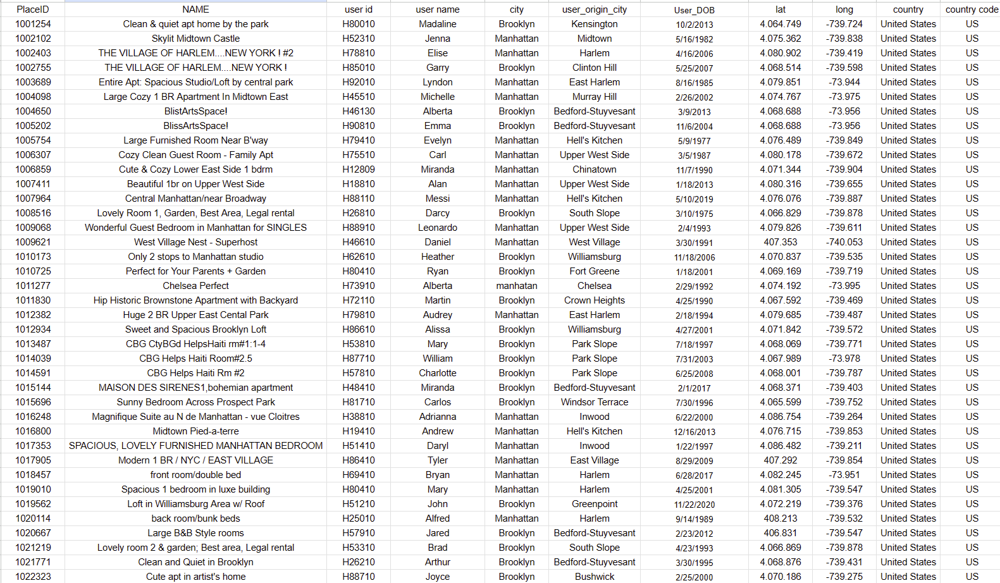 PlaceID NAME user id user name city user_origin_city User_DOB lat long country country code
1001254 Clean & quiet apt home by the park H80010 Madaline Brooklyn Kensington 10/2/2013 4.064.749 -739.724 United States US
1002102 Skylit Midtown Castle H52310 Jenna Manhattan Midtown 5/16/1982 4.075.362 -739.838 United States US
1002403 THE VILLAGE OF HARLEM....NEW YORK ! #2 H78810 Elise Manhattan Harlem 4/16/2006 4.080.902 -739.419 United States US
1002755 THE VILLAGE OF HARLEM....NEW YORK ! H85010 Garry Brooklyn Clinton Hill 5/25/2007 4.068.514 -739.598 United States US
1003689 Entire Apt: Spacious Studio/Loft by central park H92010 Lyndon Manhattan East Harlem 8/16/1985 4.079.851 -73.944 United States US
1004098 Large Cozy 1 BR Apartment In Midtown East H45510 Michelle Manhattan Murray Hill 2/26/2002 4.074.767 -73.975 United States US
1004650 BlistArtsSpace! H46130 Alberta Brooklyn Bedford-Stuyvesant 3/9/2013 4.068.688 -73.956 United States US
1005202 BlissArtsSpace! H90810 Emma Brooklyn Bedford-Stuyvesant 11/6/2004 4.068.688 -73.956 United States US
1005754 Large Furnished Room Near B'way H79410 Evelyn Manhattan Hell's Kitchen 5/9/1977 4.076.489 -739.849 United States US
1006307 Cozy Clean Guest Room - Family Apt H75510 Carl Manhattan Upper West Side 3/5/1987 4.080.178 -739.672 United States US
1006859 Cute & Cozy Lower East Side 1 bdrm H12809 Miranda Manhattan Chinatown 11/7/1990 4.071.344 -739.904 United States US
1007411 Beautiful 1br on Upper West Side H18810 Alan Manhattan Upper West Side 1/18/2013 4.080.316 -739.655 United States US
1007964 Central Manhattan/near Broadway H88110 Messi Manhattan Hell's Kitchen 5/10/2019 4.076.076 -739.887 United States US
1008516 Lovely Room 1, Garden, Best Area, Legal rental H26810 Darcy Brooklyn South Slope 3/10/1975 4.066.829 -739.878 United States US
1009068 Wonderful Guest Bedroom in Manhattan for SINGLES H88910 Leonardo Manhattan Upper West Side 2/4/1993 4.079.826 -739.611 United States US
1009621 West Village Nest - Superhost H46610 Daniel Manhattan West Village 3/30/1991 407.353 -740.053 United States US
1010173 Only 2 stops to Manhattan studio H62610 Heather Brooklyn Williamsburg 11/18/2006 4.070.837 -739.535 United States US
1010725 Perfect for Your Parents + Garden H80410 Ryan Brooklyn Fort Greene 1/18/2001 4.069.169 -739.719 United States US
1011277 Chelsea Perfect H73910 Alberta manhatan Chelsea 2/29/1992 4.074.192 -73.995 United States US
1011830 Hip Historic Brownstone Apartment with Backyard H72110 Martin Brooklyn Crown Heights 4/25/1990 4.067.592 -739.469 United States US
1012382 Huge 2 BR Upper East Cental Park H79810 Audrey Manhattan East Harlem 2/18/1994 4.079.685 -739.487 United States US
1012934 Sweet and Spacious Brooklyn Loft H86610 Alissa Brooklyn Williamsburg 4/27/2001 4.071.842 -739.572 United States US
1013487 CBG CtyBGd HelpsHaiti rm#1:1-4 H53810 Mary Brooklyn Park Slope 7/18/1997 4.068.069 -739.771 United States US
1014039 CBG Helps Haiti Room#2.5 H87710 William Brooklyn Park Slope 7/31/2003 4.067.989 -73.978 United States US
1014591 CBG Helps Haiti Rm #2 H57810 Charlotte Brooklyn Park Slope 6/25/2008 4.068.001 -739.787 United States US
1015144 MAISON DES SIRENES1,bohemian apartment H48410 Miranda Brooklyn Bedford-Stuyvesant 2/1/2017 4.068.371 -739.403 United States US
1015696 Sunny Bedroom Across Prospect Park H81710 Carlos Brooklyn Windsor Terrace 7/30/1996 4.065.599 -739.752 United States US
1016248 Magnifique Suite au N de Manhattan - vue Cloitres H38810 Adrianna Manhattan Inwood 6/22/2000 4.086.754 -739.264 United States US
1016800 Midtown Pied-a-terre H19410 Andrew Manhattan Hell's Kitchen 12/16/2013 4.076.715 -739.853 United States US
1017353 SPACIOUS, LOVELY FURNISHED MANHATTAN BEDROOM H51410 Daryl Manhattan Inwood 1/22/1997 4.086.482 -739.211 United States US
1017905 Modern 1 BR / NYC / EAST VILLAGE H86410 Tyler Manhattan East Village 8/29/2009 407.292 -739.854 United States US
1018457 front room/double bed H69410 Bryan Manhattan Harlem 6/28/2017 4.082.245 -73.951 United States US
1019010 Spacious 1 bedroom in luxe building H80410 Mary Manhattan Harlem 4/25/2001 4.081.305 -739.547 United States US
1019562 Loft in Williamsburg Area w/ Roof H51210 John Brooklyn Greenpoint 11/22/2020 4.072.219 -739.376 United States US
1020114 back room/bunk beds H25010 Alfred Manhattan Harlem 9/14/1989 408.213 -739.532 United States US
1020667 Large B&B Style rooms H57910 Jared Brooklyn Bedford-Stuyvesant 2/23/2012 406.831 -739.547 United States US
1021219 Lovely room 2 & garden; Best area, Legal rental H53310 Brad Brooklyn South Slope 4/23/1993 4.066.869 -739.878 United States US
1021771 Clean and Quiet in Brooklyn H26210 Arthur Brooklyn Bedford-Stuyvesant 3/30/1995 4.068.876 -739.431 United States US
1022323 Cute apt in artist's home H88710 Joyce Brooklyn Bushwick 2/25/2000 4.070.186 -739.275 United States US